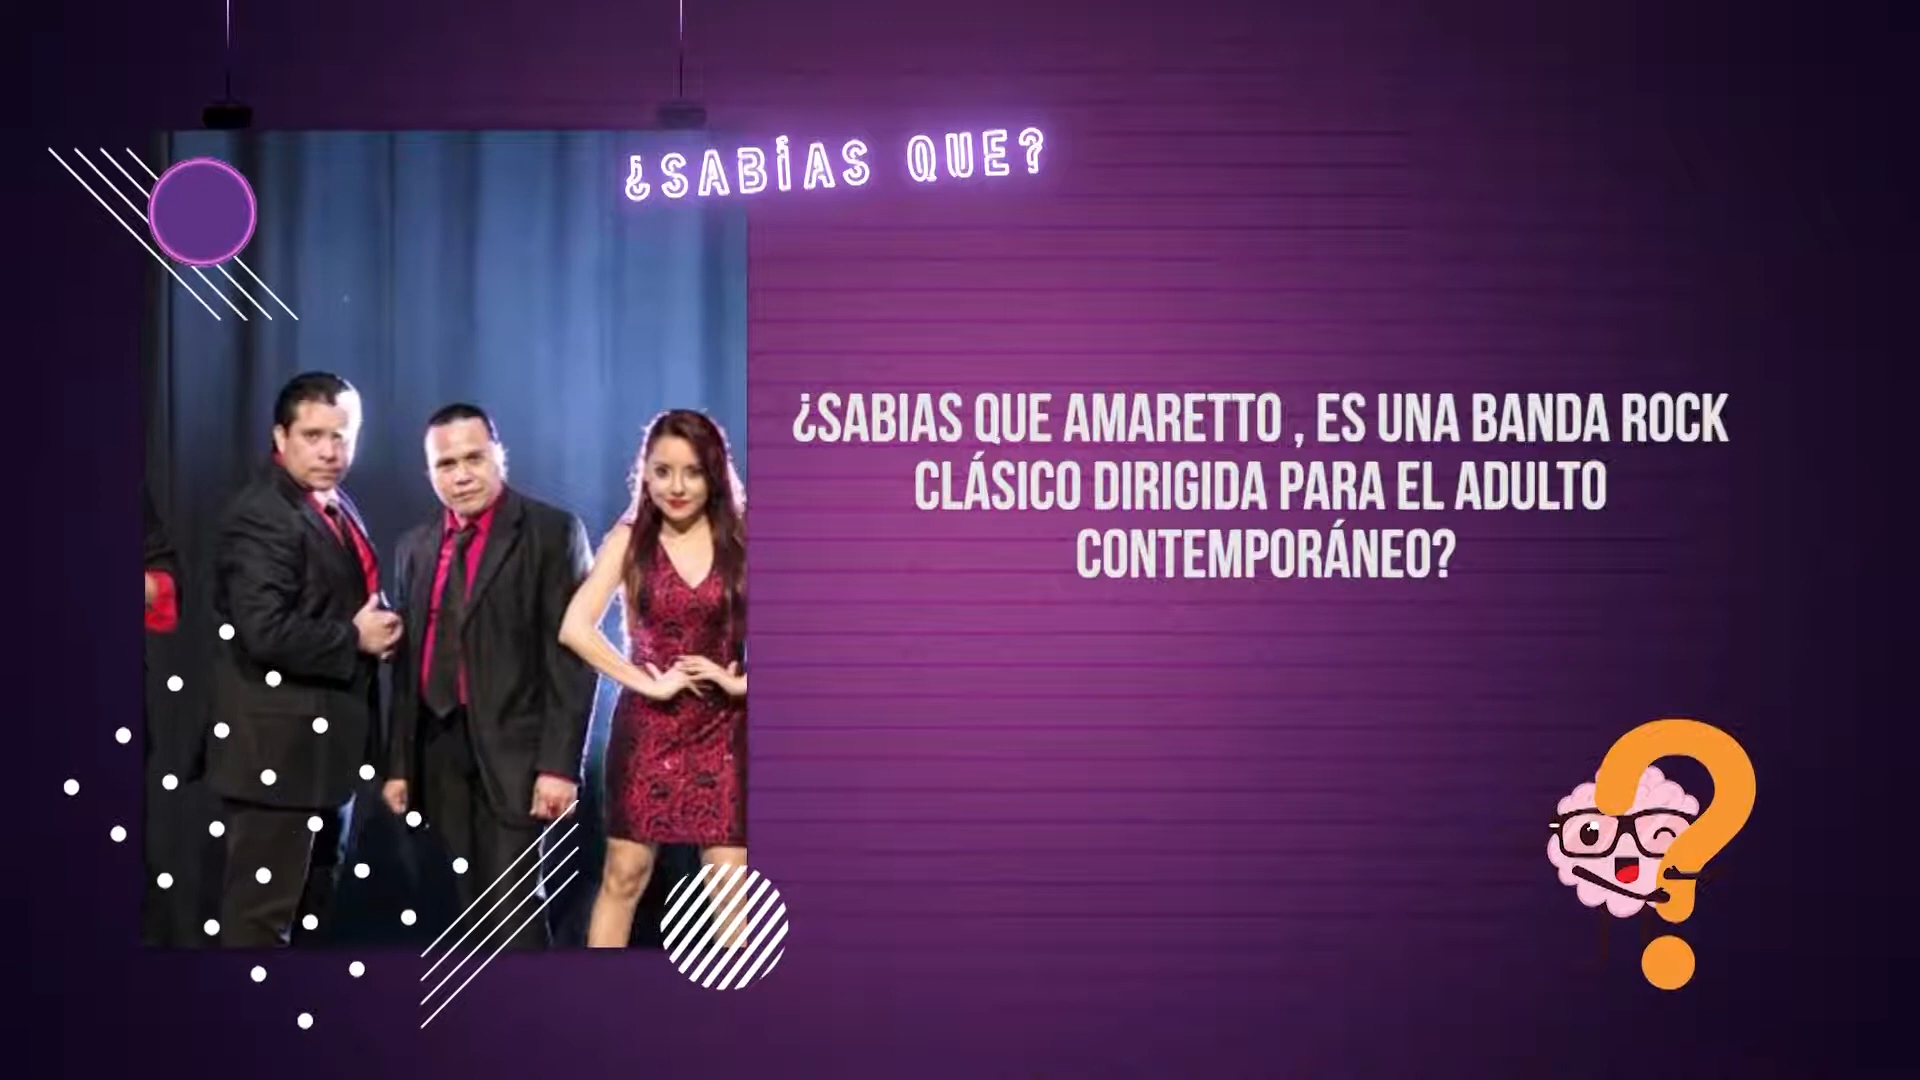 ¿SABÍAS QUE?
¿SABIAS QUE AMARETTO , ES UNA BANDA ROCK
CLÁSICO DIRIGIDA PARA EL ADULTO
CONTEMPORÁNEO?